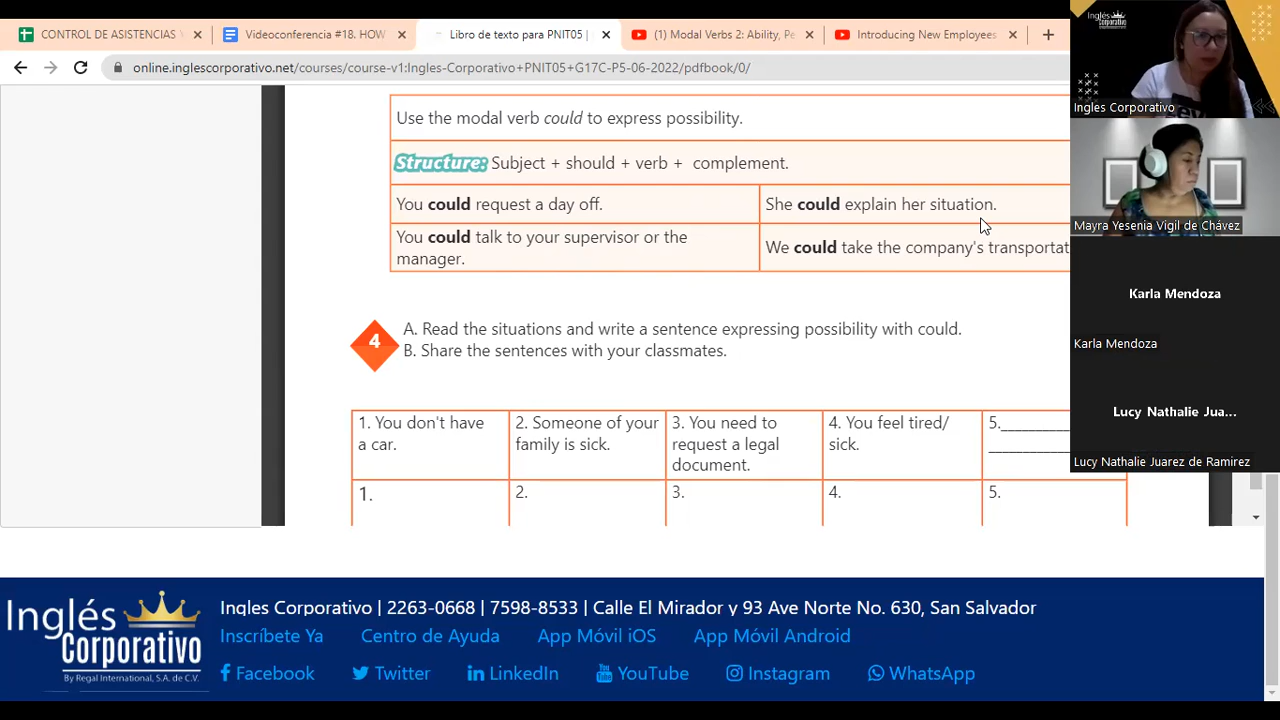 CONTROL DE ASISTENCIAS
Videoconferencia #18. HOW
Libro de texto para PNIT05 |
(1) Modal Verbs 2: Ability, Pe
Introducing New Employees
online.inglescorporativo.net/courses/course-v1:Ingles-Corporativo+PNIT05+G17C-P5-06-2022/pdfbook/0/
Use the modal verb could to express possibility.
Structure: Subject + should + verb + complement.
You could request a day off.
She could explain her situation.
You could talk to your supervisor or the
manager.
We could take the company's transportat
4
A. Read the situations and write a sentence expressing possibility with could.
B. Share the sentences with your classmates.
1. You don't have
a car.
2. Someone of your
family is sick.
3. You need to
request a legal
document.
4. You feel tired/
sick.
5.__________
__________
1.
2.
3.
4.
5.
Inglés
Corporativo
Ingles Corporativo
Mayra Yesenia Vigil de Chávez
Karla Mendoza
Karla Mendoza
Lucy Nathalie Jua...
Lucy Nathalie Juarez de Ramirez
Inglés
Corporativo
By Regal International, S.A. de C.V.
Ingles Corporativo | 2263-0668 | 7598-8533 | Calle El Mirador y 93 Ave Norte No. 630, San Salvador
Inscríbete Ya
Centro de Ayuda
App Móvil iOS
App Móvil Android
Facebook
Twitter
LinkedIn
YouTube
Instagram
WhatsApp